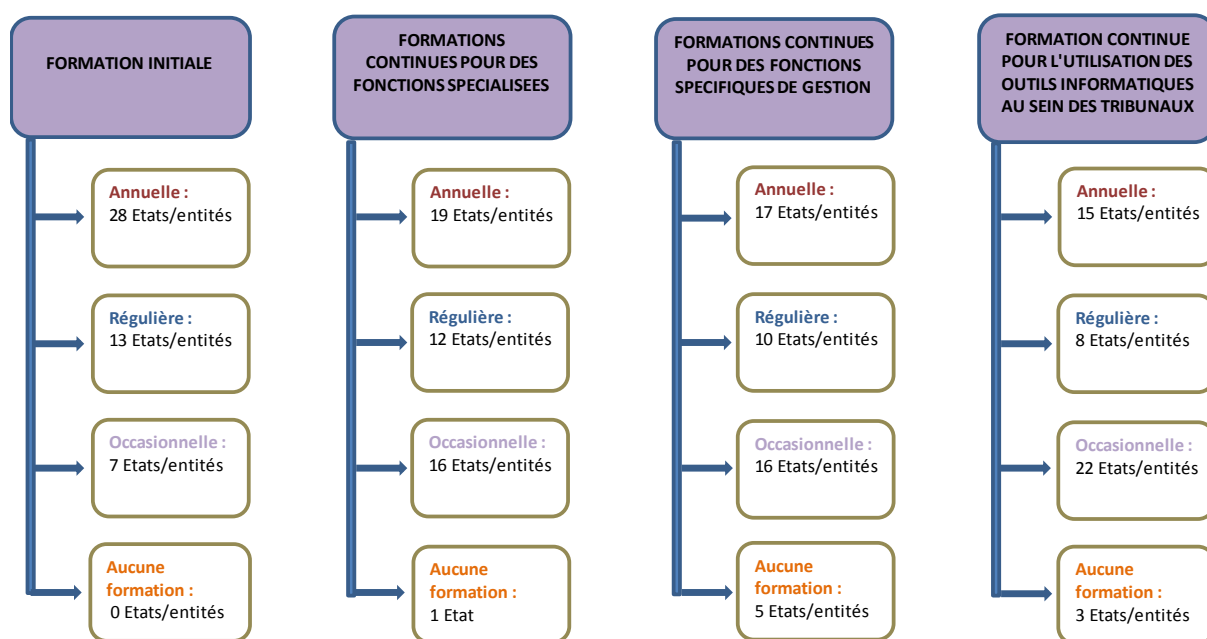 FORMATION INITIALE
Annuelle :
28 Etats/entités
Régulière :
13 Etats/entités
Occasionnelle :
7 Etats/entités
Aucune
formation :
0 Etats/entités
FORMATIONS
CONTINUES POUR DES
FONCTIONS SPECIALISEES
Annuelle :
19 Etats/entités
Régulière :
12 Etats/entités
Occasionnelle :
16 Etats/entités
Aucune
formation :
1 Etat
FORMATIONS CONTINUES
POUR DES FONCTIONS
SPECIFIQUES DE GESTION
Annuelle :
17 Etats/entités
Régulière :
10 Etats/entités
Occasionnelle :
16 Etats/entités
Aucune
formation :
5 Etats/entités
FORMATION CONTINUE
POUR L'UTILISATION DES
OUTILS INFORMATIQUES
AU SEIN DES TRIBUNAUX
Annuelle :
15 Etats/entités
Régulière :
8 Etats/entités
Occasionnelle :
22 Etats/entités
Aucune
formation :
3 Etats/entités